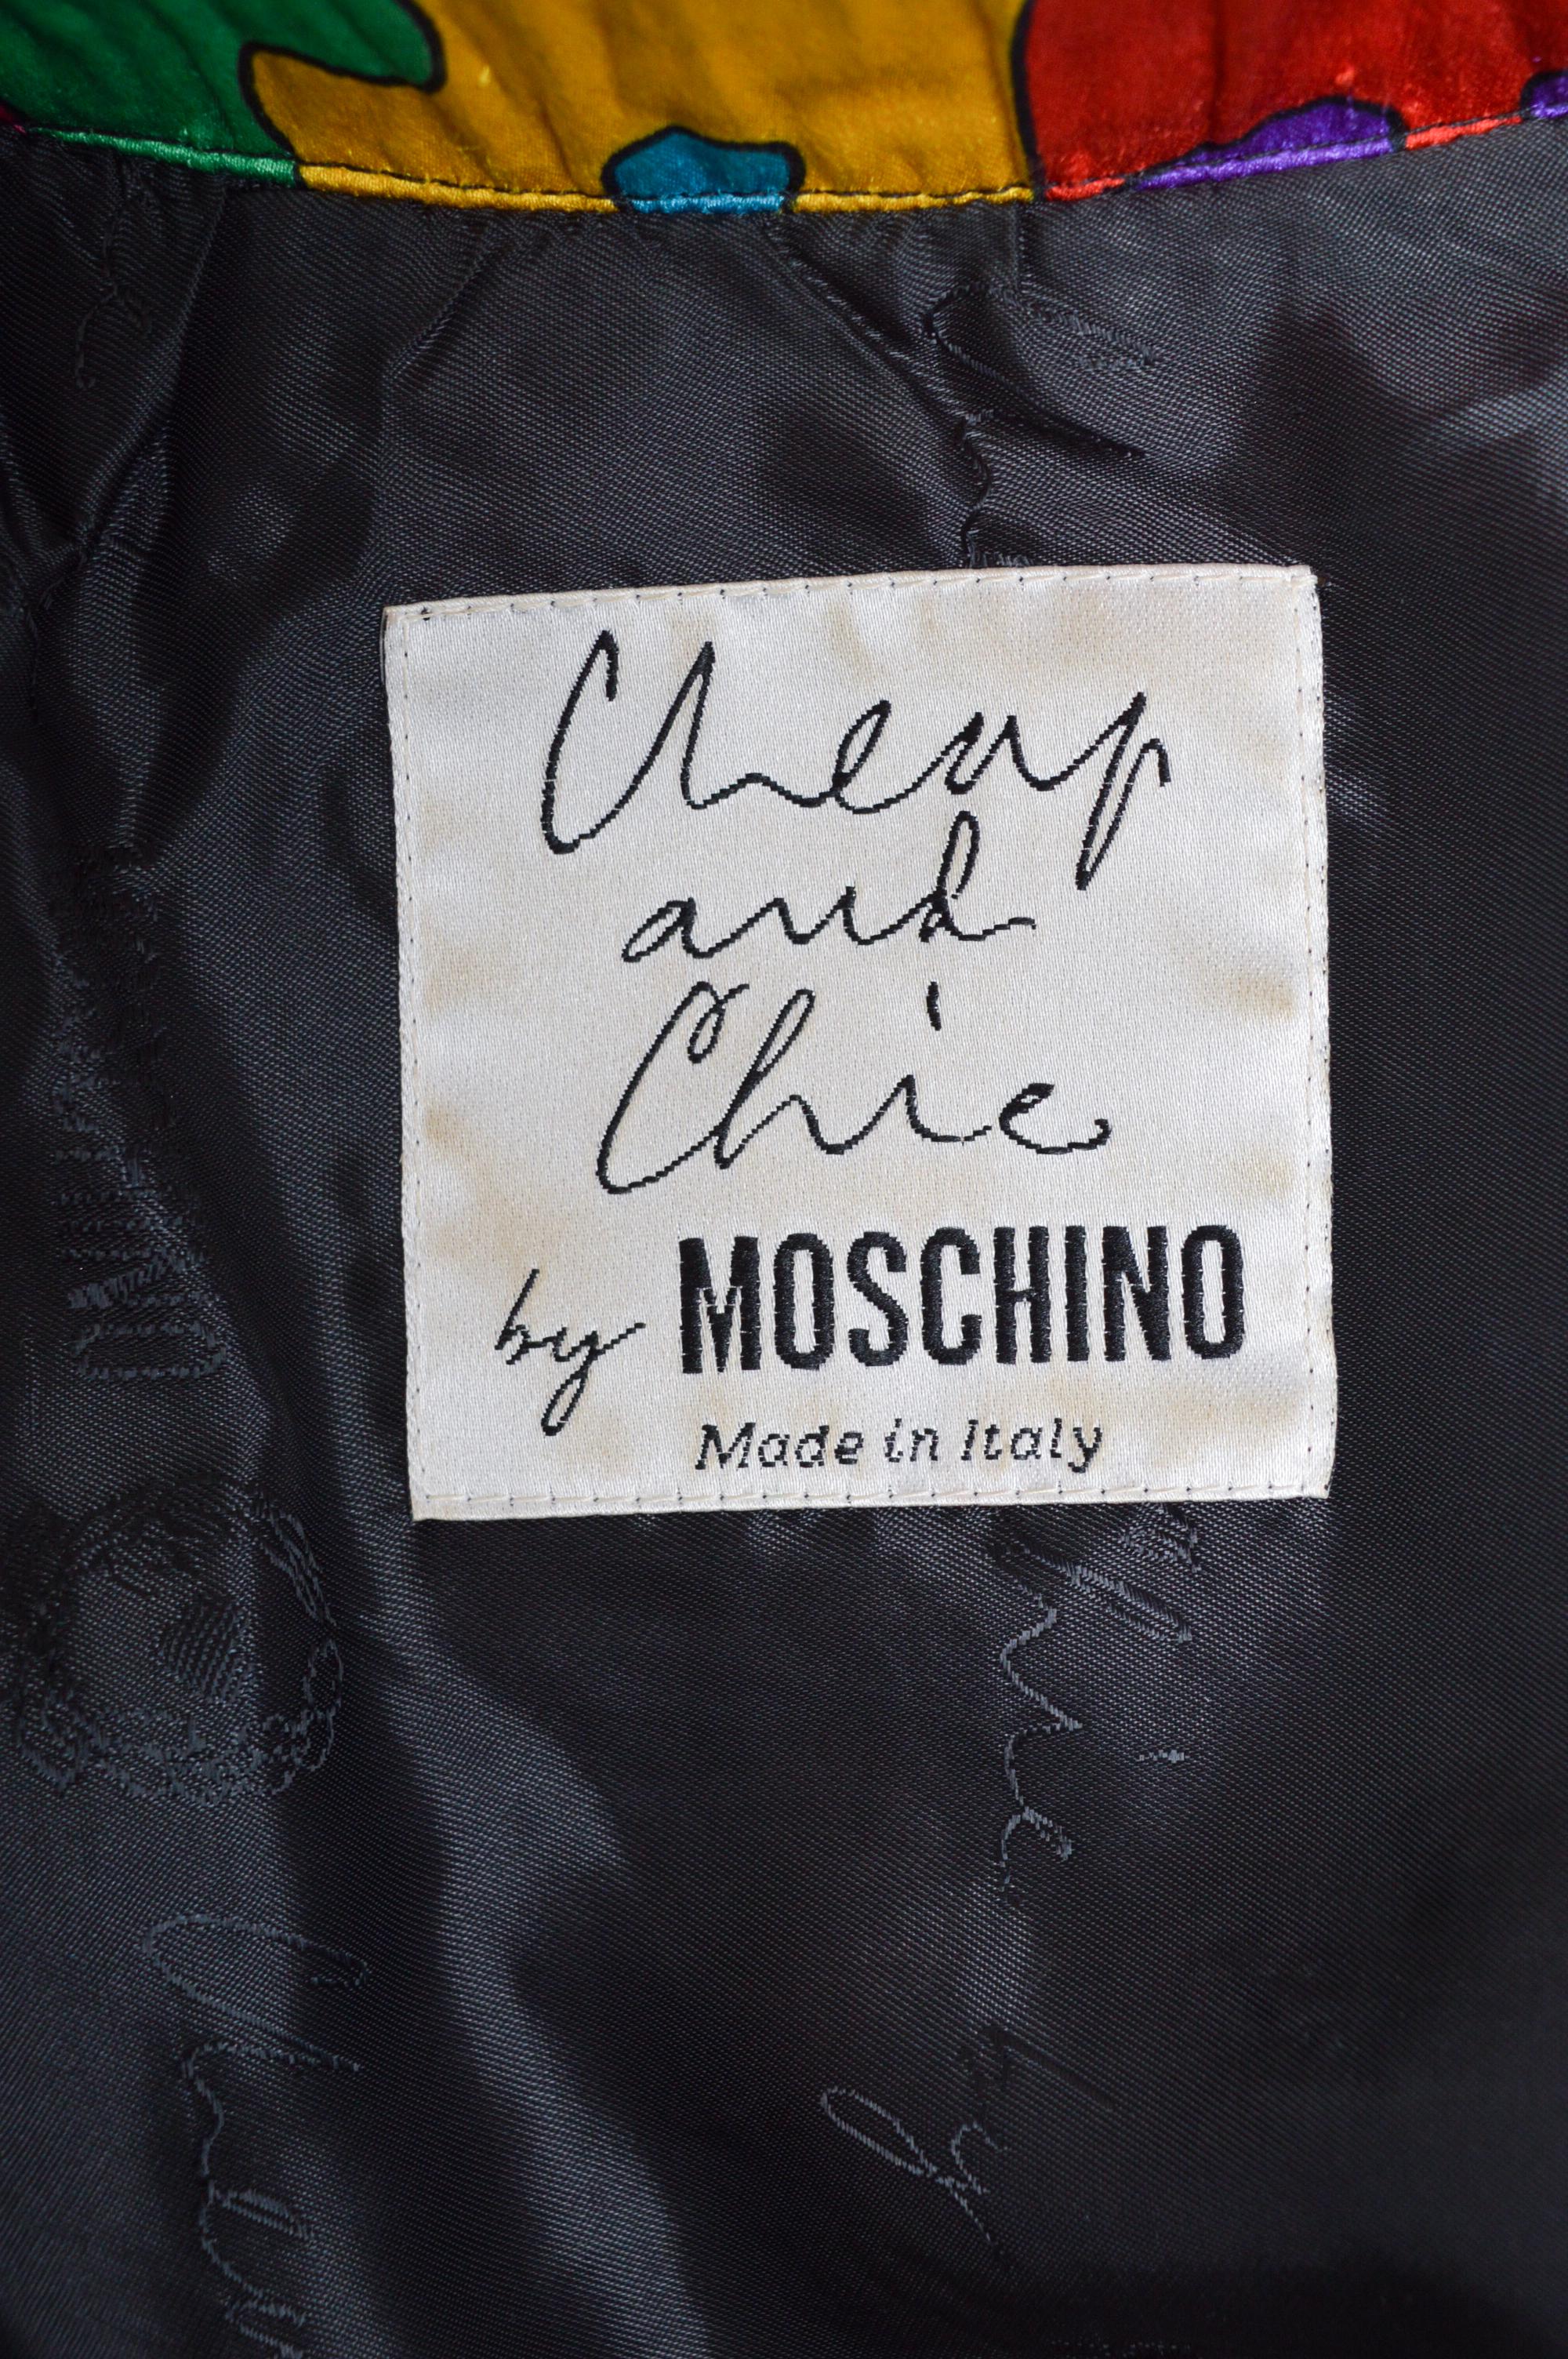 Cheap
and
Chic
by MOSCHINO
Made in Italy